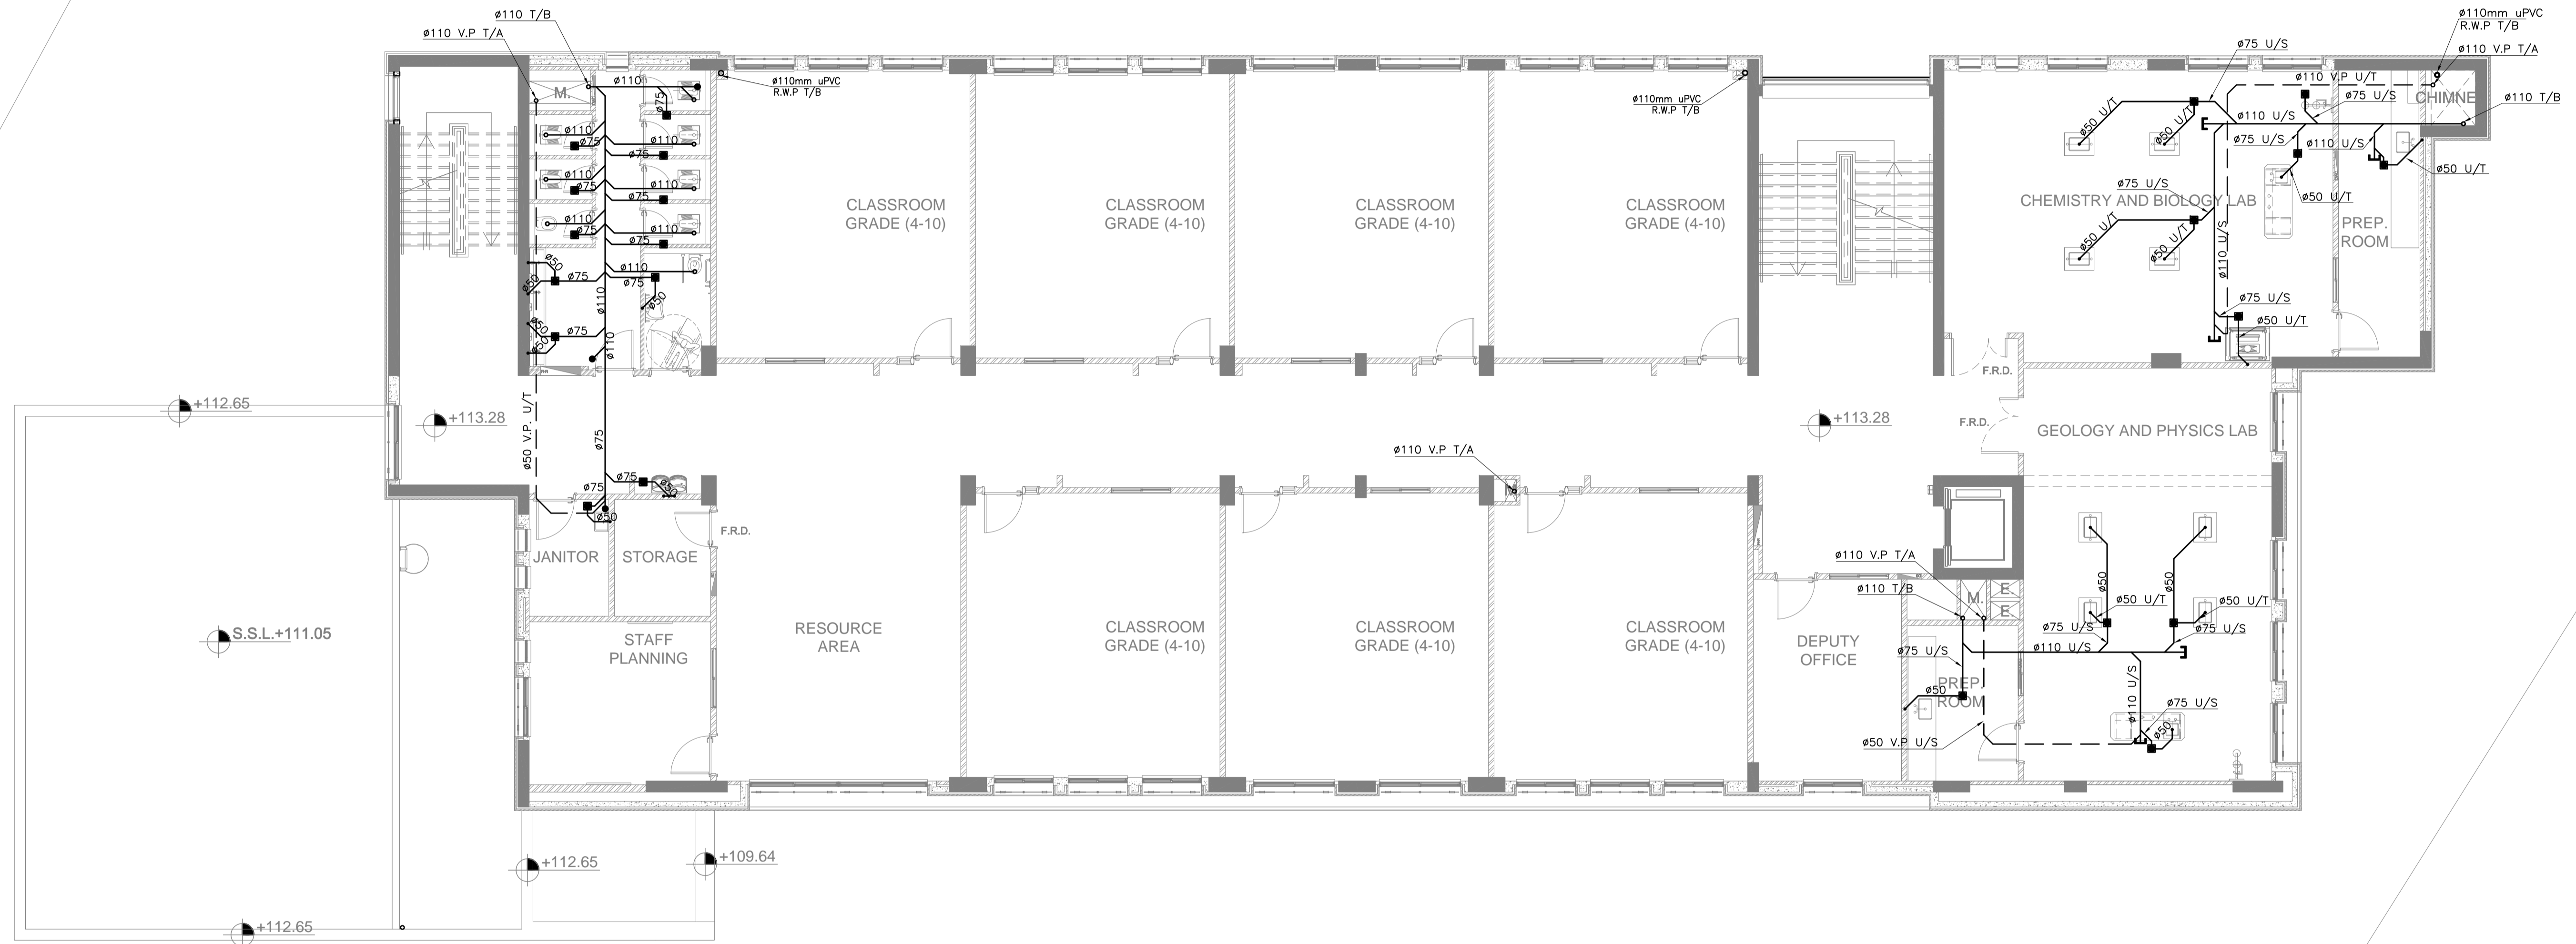 ø110 T/B
ø110 V.P T/A
ø110
M.
ø75
ø110
ø75
ø110
ø75
ø110
ø75
ø110
ø75
ø110
ø75
ø110
ø75
ø110
ø75
ø50
ø75
ø50
ø75
ø50
ø110
ø50
ø75
ø50
ø110
ø50 V.P. U/T
ø75
ø75
ø50
ø75
ø50
ø110mm uPVC
R.W.P T/B
ø110mm uPVC
R.W.P T/B
CLASSROOM
GRADE (4-10)
CLASSROOM
GRADE (4-10)
CLASSROOM
GRADE (4-10)
CLASSROOM
GRADE (4-10)
ø110mm uPVC
R.W.P T/B
ø110 V.P T/A
ø75 U/S
ø110 V.P U/T
ø75 U/S
CHIMNE
ø110 T/B
ø110 U/S
ø50 U/T
ø50 U/T
ø75 U/S
ø110 U/S
ø50 U/T
ø75 U/S
ø50 U/T
CHEMISTRY AND BIOLOGY LAB
PREP.
ROOM
ø50 U/T
ø50 U/T
ø110 U/S
ø75 U/S
ø50 U/T
F.R.D.
F.R.D.
GEOLOGY AND PHYSICS LAB
+112.65
+113.28
+113.28
ø110 V.P T/A
F.R.D.
JANITOR
STORAGE
STAFF
PLANNING
RESOURCE
AREA
CLASSROOM
GRADE (4-10)
CLASSROOM
GRADE (4-10)
CLASSROOM
GRADE (4-10)
DEPUTY
OFFICE
ø110 V.P T/A
ø110 T/B
M.
E.
E.
ø50
ø50
ø50 U/T
ø50 U/T
ø75 U/S
ø75 U/S
ø75 U/S
ø110 U/S
ø50
PREP.
ROOM
ø110 U/S
ø75 U/S
ø50
ø50 V.P U/S
S.S.L.+111.05
+112.65
+109.64
+112.65